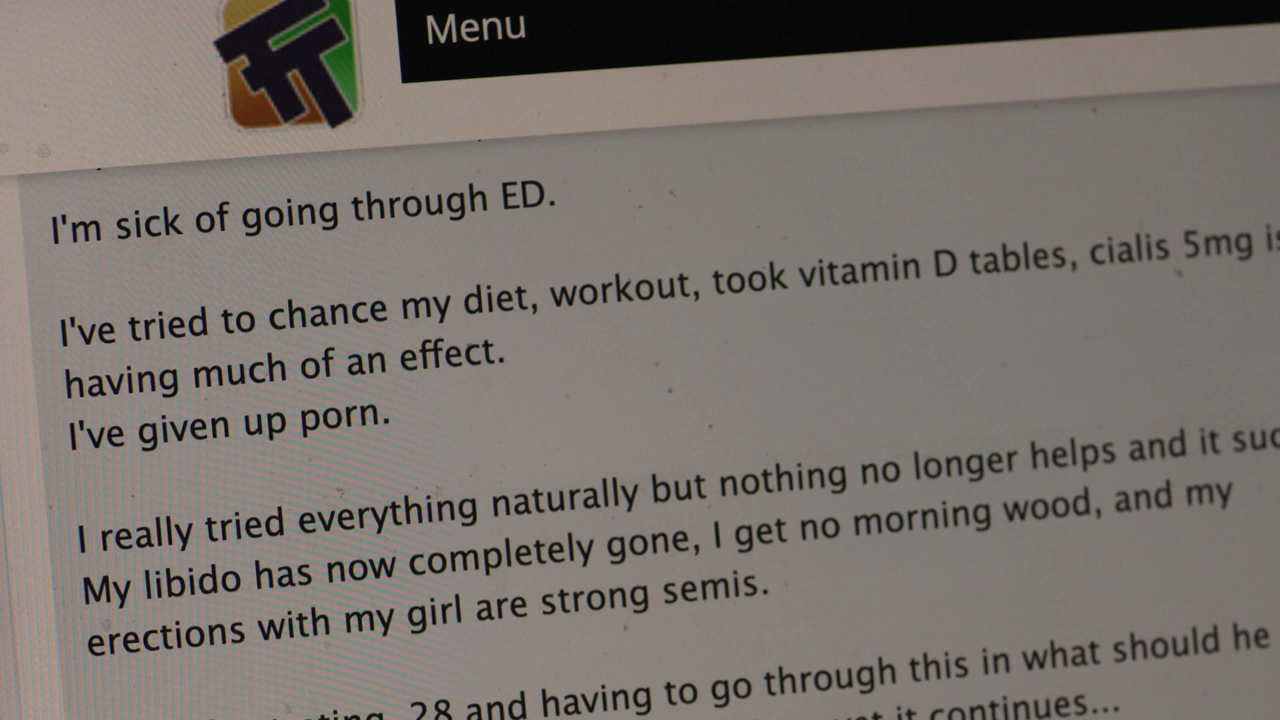 Menu
I'm sick of going through ED.
I've tried to chance my diet, workout, took vitamin D tables, cialis 5mg
having much of an effect.
I've given up porn.
I really tried everything naturally but nothing no longer helps and it
My libido has now completely gone, I get no morning wood, and my
erections with my girl are strong semis.
28 and having to go through this in what should
it continues...